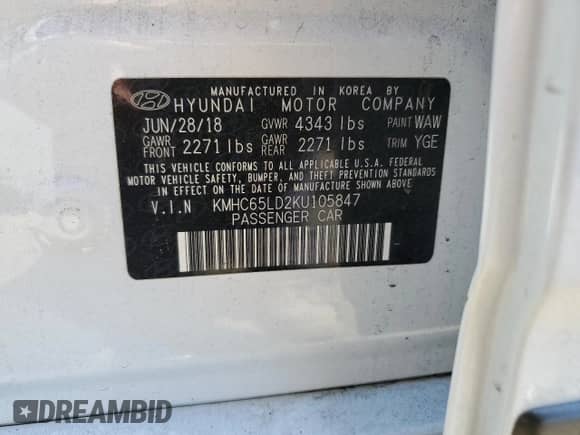 MANUFACTURED IN KOREA BY
HYUNDAI MOTOR COMPANY
JUN/28/18 GVWR 4343 lbs PAINT WAW
GAWR FRONT 2271 lbs GAWR REAR 2271 lbs TRIM YGE
THIS VEHICLE CONFORMS TO ALL APPLICABLE U.S.A. FEDERAL
MOTOR VEHICLE SAFETY, BUMPER, AND THEFT PREVENTION STANDARDS
IN EFFECT ON THE DATE OF MANUFACTURE SHOWN ABOVE.
V.I.N KMHC65LD2KU105847
PASSENGER CAR
DREAMBID